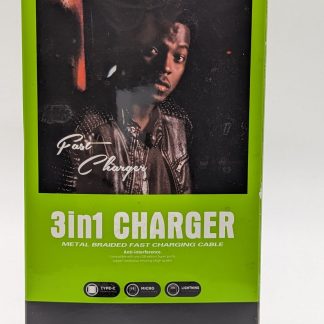 Fast
Charger
3in1 CHARGER
METAL BRAIDED FAST CHARGING CABLE
Anti-interference
TYPE-C
MICRO
LIGHTNING